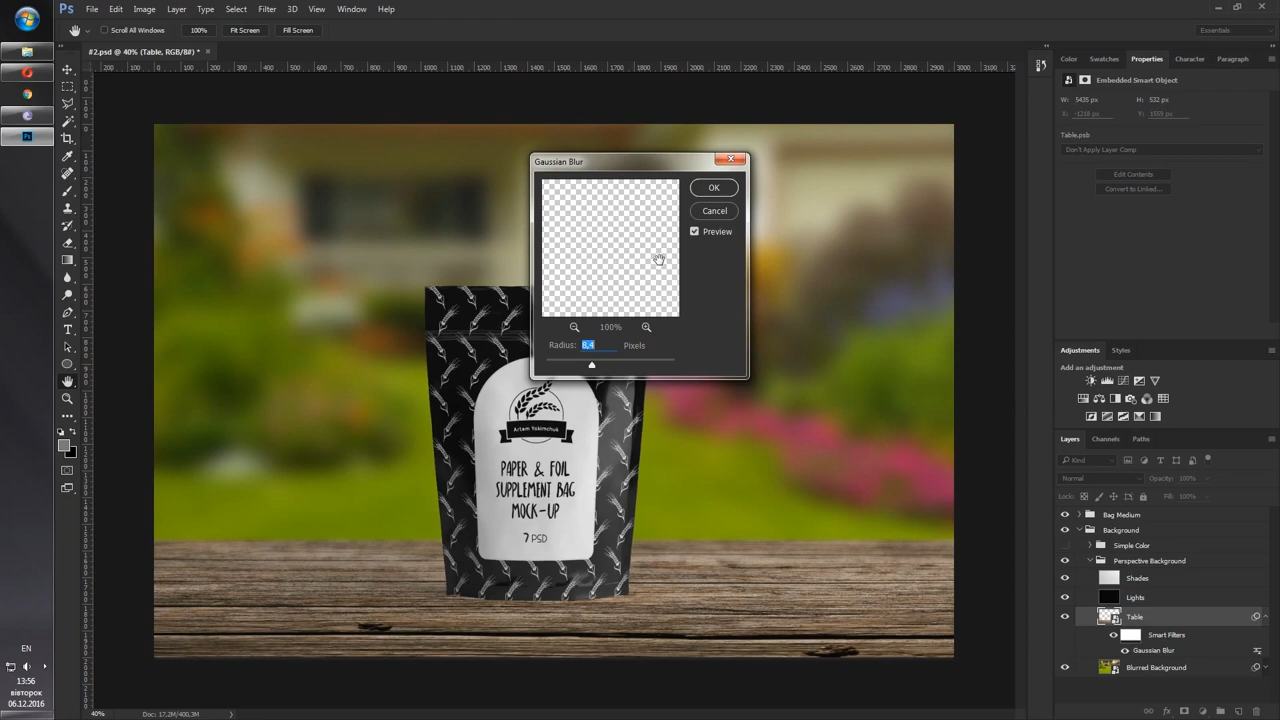 Ps File Edit Image Layer Type Select Filter 3D View Window Help
Scroll All Windows 100% Fit Screen Fill Screen Essentials
#2.psd @ 40% (Table, RGB/8#) * ×
Color Swatches Properties Character Paragraph
Embedded Smart Object
W: 5435 px H: 532 px
X: -1218 px Y: 1559 px
Table.psb
Don't Apply Layer Comp
Edit Contents
Converted to Linked...
Gaussian Blur
OK
Cancel
Preview
100%
Radius: 8,4 Pixels
Artem Yakimchuk
PAPER & FOIL
SUPPLEMENT BAG
MOCK-UP
7 PSD
Adjustments Styles
Add an adjustment
Layers Channels Paths
Kind
Normal Opacity: 100%
Lock: Fill: 100%
Bag Medium
Background
Simple Color
Perspective Background
Shades
Lights
Table
Smart Filters
Gaussian Blur
Blurred Background
EN
13:56
вівторок
06.12.2016
40% Doc: 17,2M/400,3M